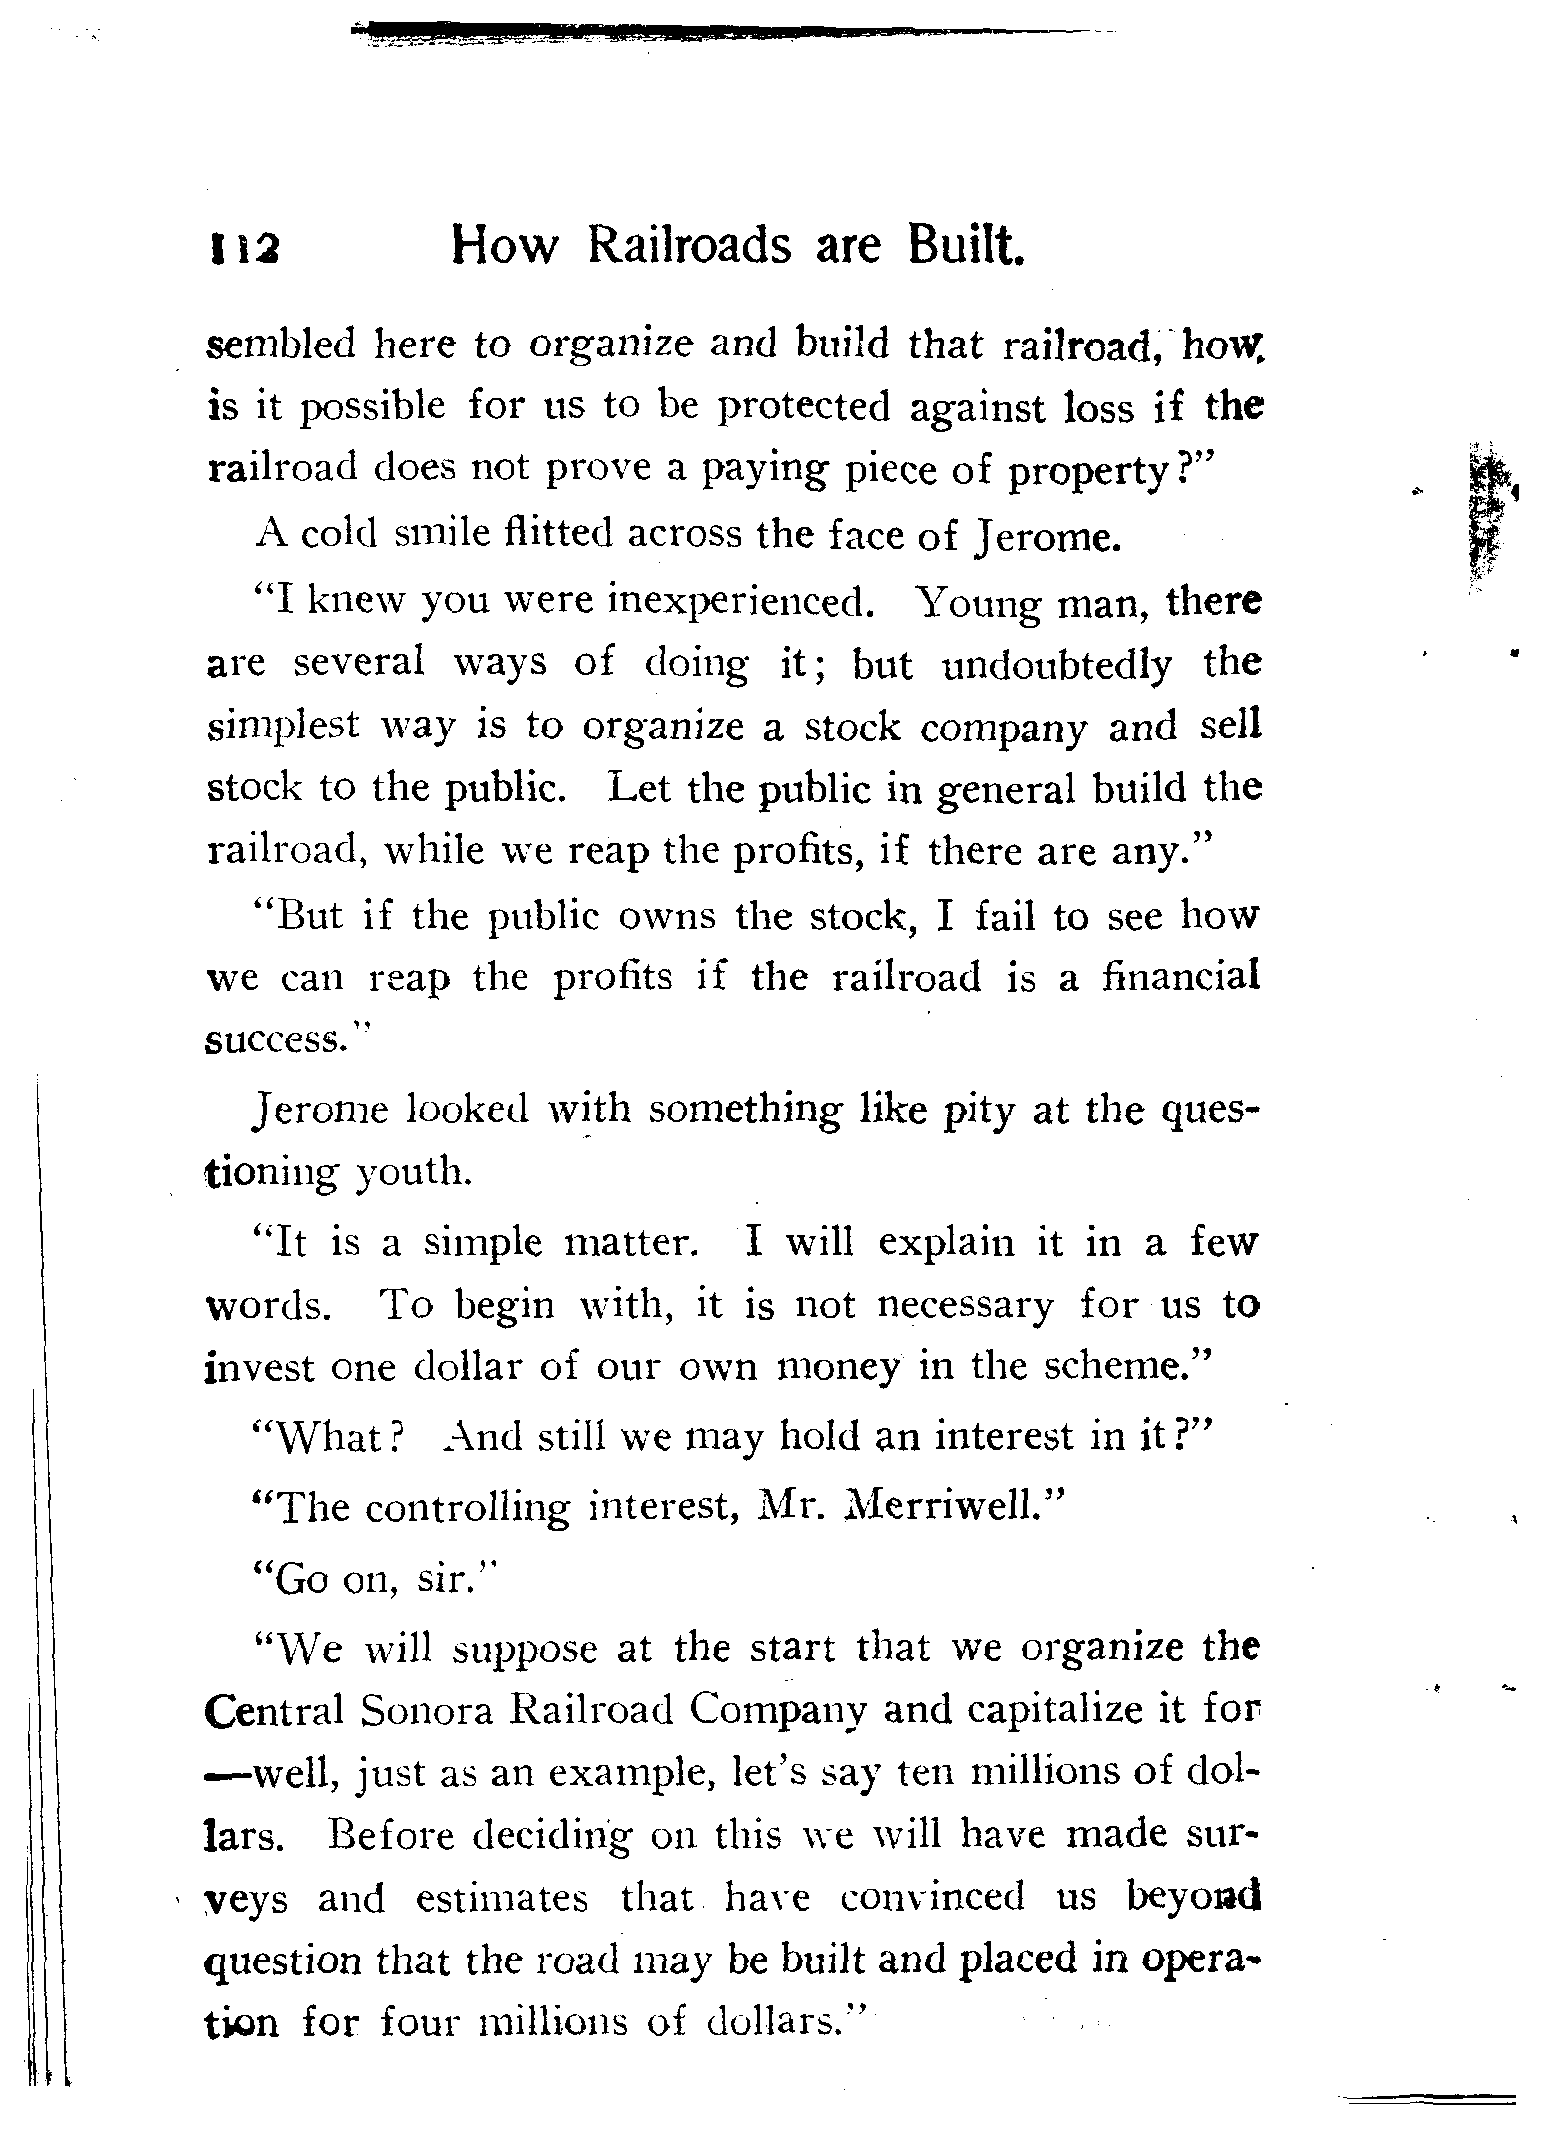 112 How Railroads are Built.
sembled here to organize and build that railroad, how
is it possible for us to be protected against loss if the
railroad does not prove a paying piece of property?”
A cold smile flitted across the face of Jerome.
“I knew you were inexperienced. Young man, there
are several ways of doing it; but undoubtedly the
simplest way is to organize a stock company and sell
stock to the public. Let the public in general build the
railroad, while we reap the profits, if there are any.”
“But if the public owns the stock, I fail to see how
we can reap the profits if the railroad is a financial
success.”
Jerome looked with something like pity at the ques-
tioning youth.
“It is a simple matter. I will explain it in a few
words. To begin with, it is not necessary for us to
invest one dollar of our own money in the scheme.”
“What? And still we may hold an interest in it?”
“The controlling interest, Mr. Merriwell.”
“Go on, sir.”
“We will suppose at the start that we organize the
Central Sonora Railroad Company and capitalize it for
—well, just as an example, let’s say ten millions of dol-
lars. Before deciding on this we will have made sur-
veys and estimates that have convinced us beyond
question that the road may be built and placed in opera-
tion for four millions of dollars.”